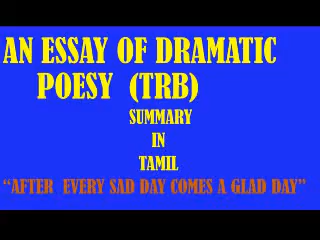 AN ESSAY OF DRAMATIC
POESY (TRB)
SUMMARY
IN
TAMIL
“AFTER EVERY SAD DAY COMES A GLAD DAY”